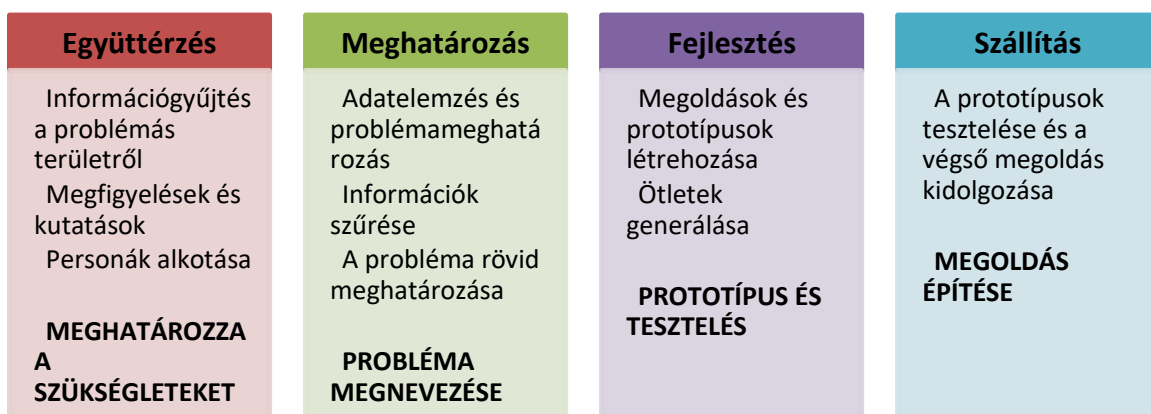 Együttérzés
Információgyűjtés
a problémás
területről
Megfigyelések és
kutatások
Personák alkotása
MEGHATÁROZZA
A
SZÜKSÉGLETEKET
Meghatározás
Adatelemzés és
problémameghatá
rozás
Információk
szűrése
A probléma rövid
meghatározása
PROBLÉMA
MEGNEVEZÉSE
Fejlesztés
Megoldások és
prototípusok
létrehozása
Ötletek
generálása
PROTOTÍPUS ÉS
TESZTELÉS
Szállítás
A prototípusok
tesztelése és a
végső megoldás
kidolgozása
MEGOLDÁS
ÉPÍTÉSE